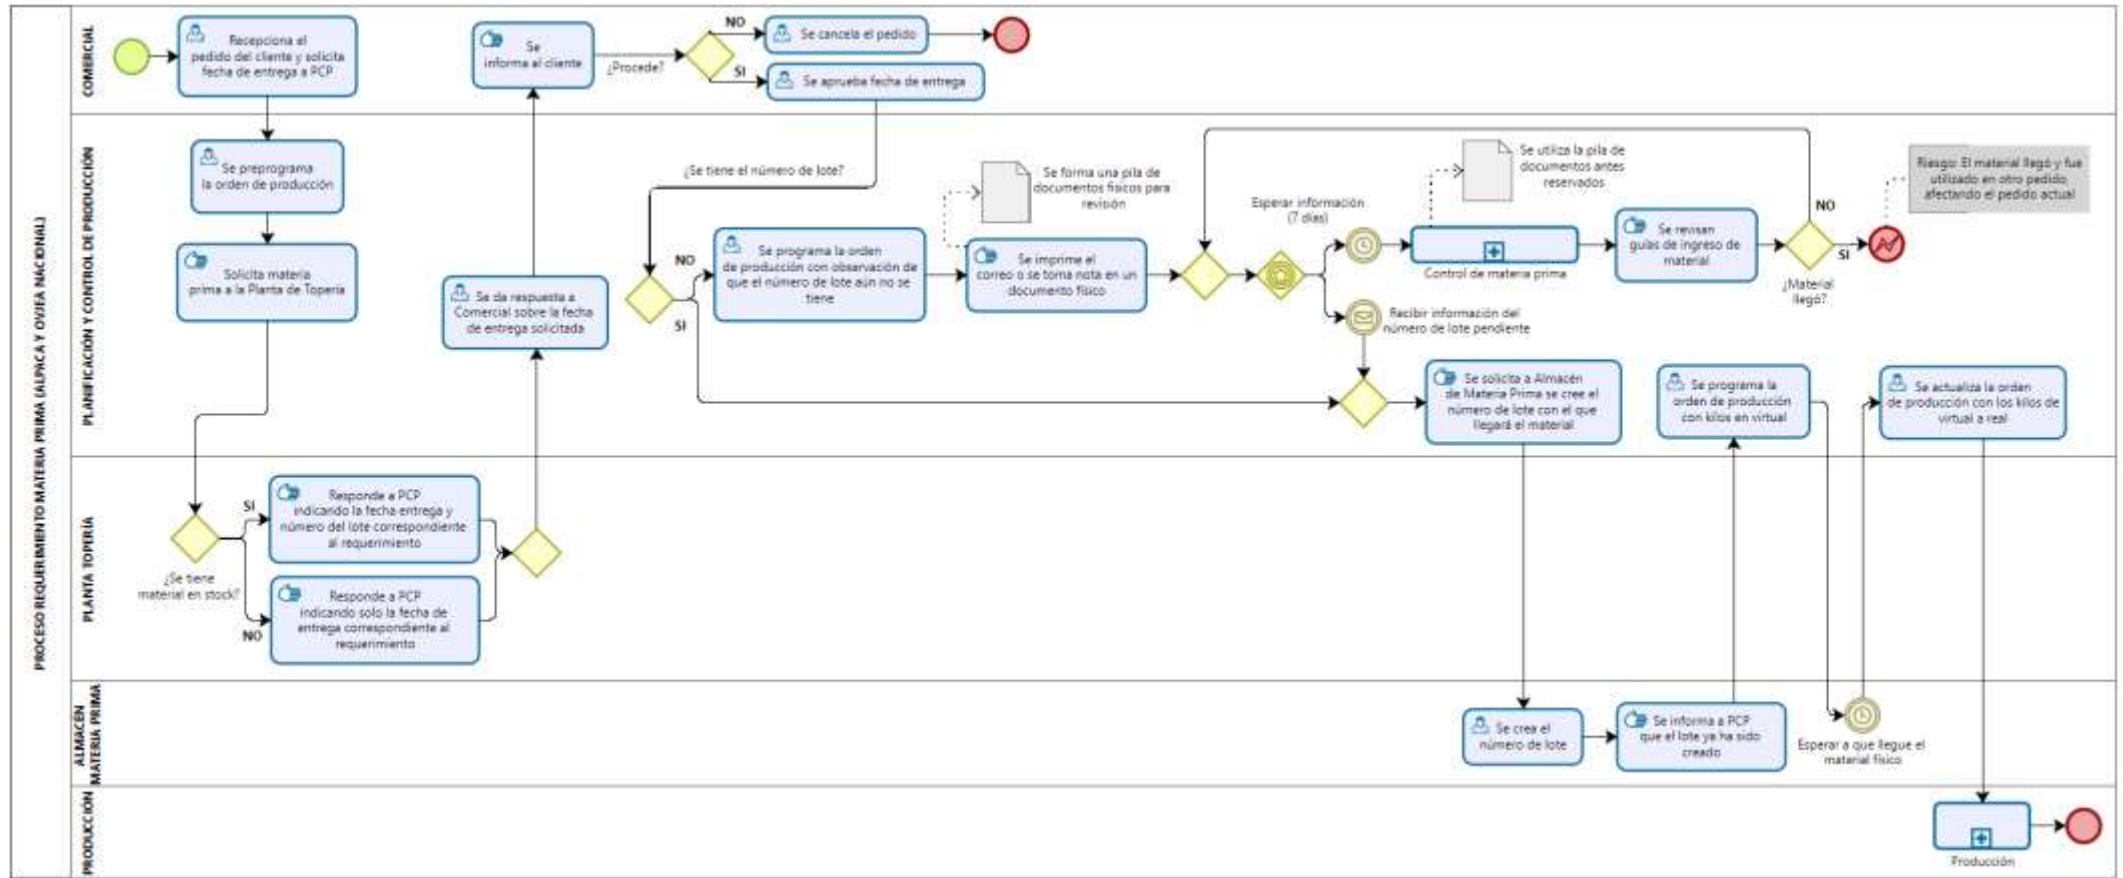 PROCESO REQUERIMIENTO MATERIA PRIMA (ALPACA Y OVEJA NACIONAL)
COMERCIAL
Recepciona el
pedido del cliente y solicita
fecha de entrega a PCP
Se
informa al cliente
¿Procede?
NO
Se cancela el pedido
SI
Se aprueba fecha de entrega
PLANIFICACIÓN Y CONTROL DE PRODUCCIÓN
Se preprograma
la orden de producción
Solicita materia
prima a la Planta de Topería
Se da respuesta a
Comercial sobre la fecha
de entrega solicitada
¿Se tiene el número de lote?
NO
SI
Se programa la orden
de producción con observación de
que el número de lote aún no se
tiene
Se forma una pila de
documentos físicos para
revisión
Se imprime el
correo o se toma nota en un
documento físico
Esperar información
(7 días)
Se utiliza la pila de
documentos antes
reservados
Control de materia prima
Se revisan
guías de ingreso de
material
NO
SI
¿Material
llegó?
Riesgo: El material llegó y fue
utilizado en otro pedido
afectando el pedido actual
Recibir información del
número de lote pendiente
Se solicita a Almacén
de Materia Prima se cree el
número de lote con el que
llegará el material
Se programa la
orden de producción
con kilos en virtual
Se actualiza la orden
de producción con los kilos de
virtual a real
PLANTA TOPERÍA
¿Se tiene
material en stock?
SI
Responde a PCP
indicando la fecha entrega y
número del lote correspondiente
al requerimiento
NO
Responde a PCP
indicando solo la fecha de
entrega correspondiente al
requerimiento
ALMACÉN
MATERIA PRIMA
Se crea el
número de lote
Se informa a PCP
que el lote ya ha sido
creado
Esperar a que llegue el
material físico
PRODUCCIÓN
Producción